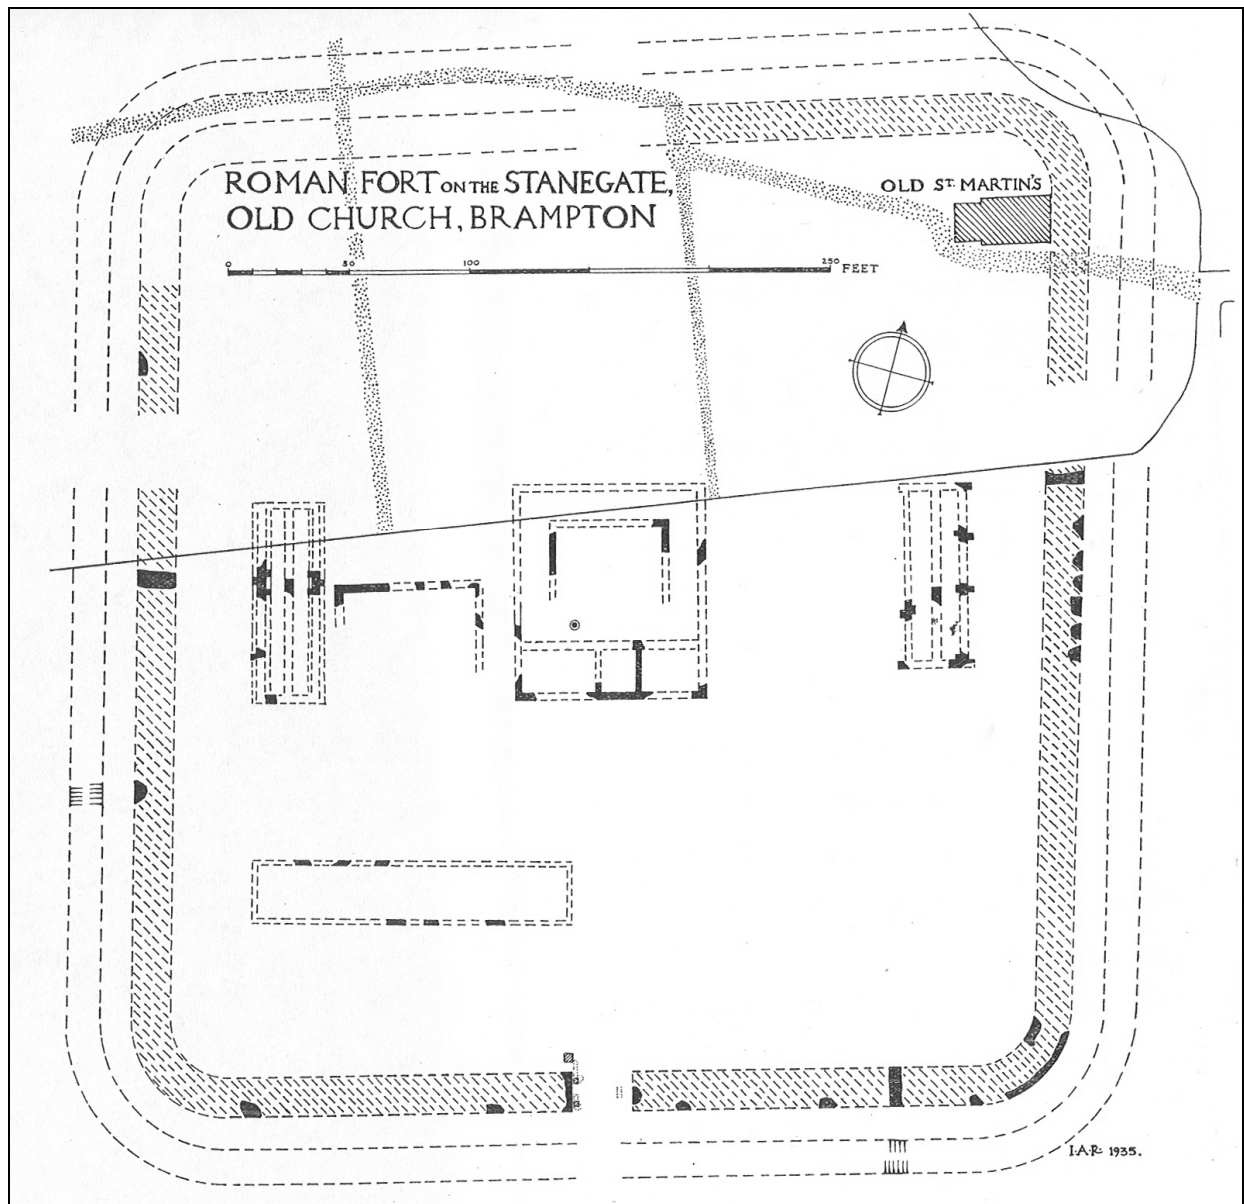 ROMAN FORT ON THE STANEGATE,
OLD CHURCH, BRAMPTON
OLD ST. MARTIN'S
0 50 100 250 FEET
I.A.R. 1935.